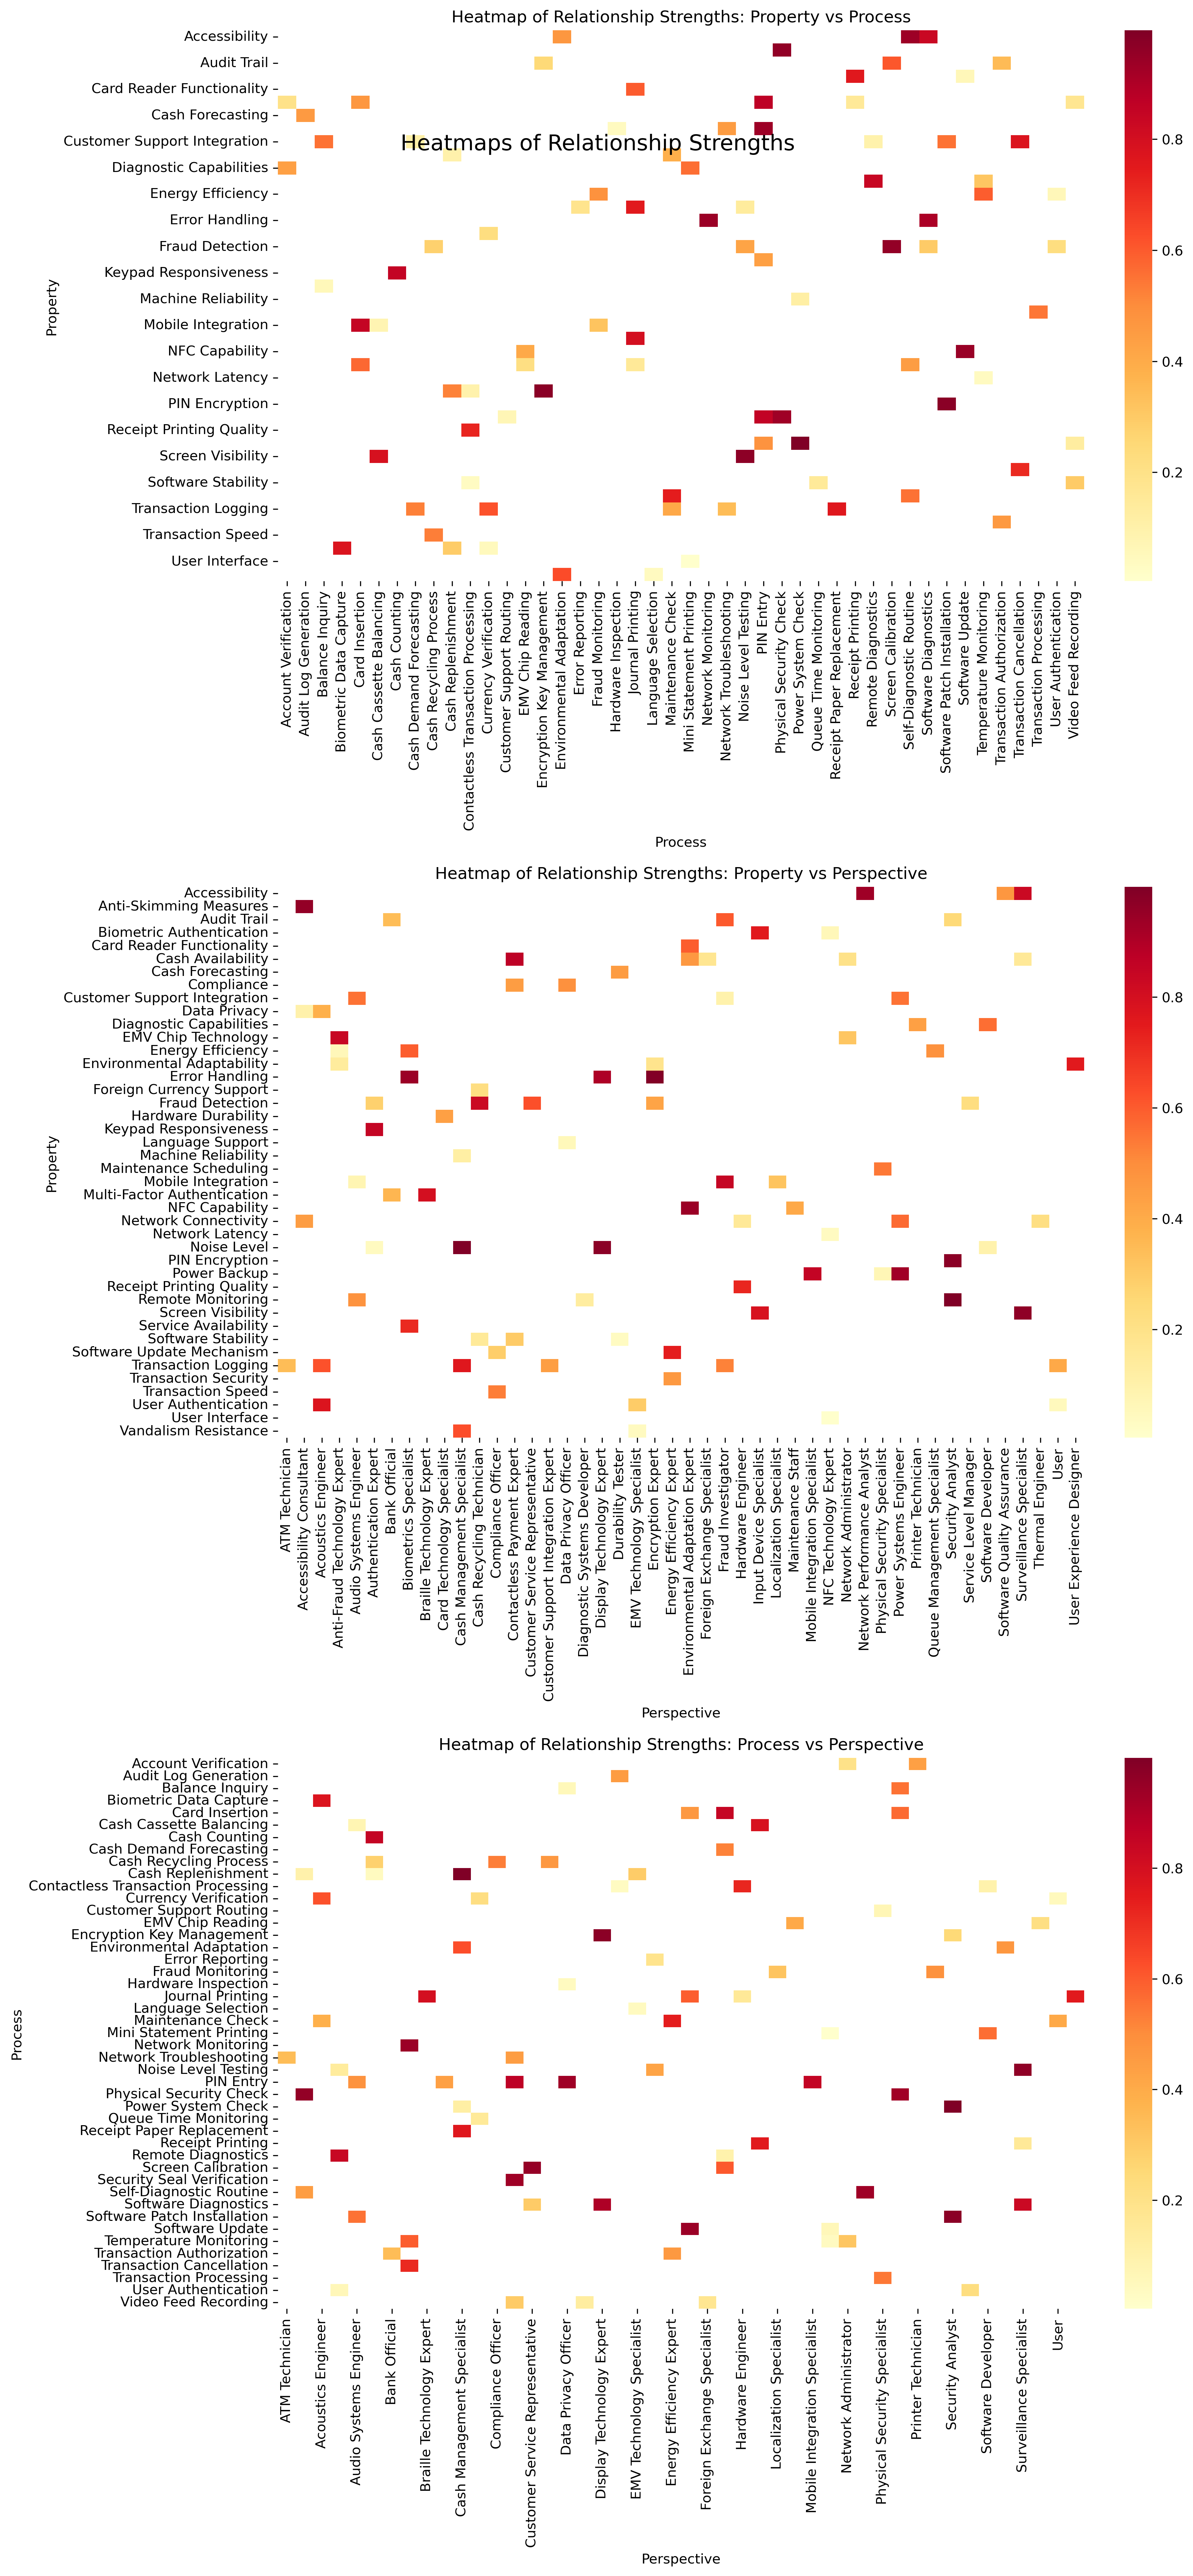 Heatmap of Relationship Strengths: Property vs Process
Accessibility
Audit Trail
Card Reader Functionality
Cash Forecasting
Customer Support Integration
Heatmaps of Relationship Strengths
Diagnostic Capabilities
Energy Efficiency
Error Handling
Fraud Detection
Keypad Responsiveness
Machine Reliability
Mobile Integration
NFC Capability
Network Latency
PIN Encryption
Receipt Printing Quality
Screen Visibility
Software Stability
Transaction Logging
Transaction Speed
User Interface
Property
0.8
0.6
0.4
0.2
Account Verification
Audit Log Generation
Balance Inquiry
Biometric Data Capture
Card Insertion
Cash Cassette Balancing
Cash Counting
Cash Demand Forecasting
Cash Recycling Process
Cash Replenishment
Contactless Transaction Processing
Currency Verification
Customer Support Routing
EMV Chip Reading
Encryption Key Management
Environmental Adaptation
Error Reporting
Fraud Monitoring
Hardware Inspection
Journal Printing
Language Selection
Maintenance Check
Mini Statement Printing
Network Monitoring
Network Troubleshooting
Noise Level Testing
PIN Entry
Physical Security Check
Power System Check
Queue Time Monitoring
Receipt Paper Replacement
Receipt Printing
Remote Diagnostics
Screen Calibration
Self-Diagnostic Routine
Software Diagnostics
Software Patch Installation
Software Update
Temperature Monitoring
Transaction Authorization
Transaction Cancellation
Transaction Processing
User Authentication
Video Feed Recording
Process
Heatmap of Relationship Strengths: Property vs Perspective
Accessibility
Anti-Skimming Measures
Audit Trail
Biometric Authentication
Card Reader Functionality
Cash Availability
Cash Forecasting
Compliance
Customer Support Integration
Data Privacy
Diagnostic Capabilities
EMV Chip Technology
Energy Efficiency
Environmental Adaptability
Error Handling
Foreign Currency Support
Fraud Detection
Hardware Durability
Keypad Responsiveness
Language Support
Machine Reliability
Maintenance Scheduling
Mobile Integration
Multi-Factor Authentication
NFC Capability
Network Connectivity
Network Latency
Noise Level
PIN Encryption
Power Backup
Receipt Printing Quality
Remote Monitoring
Screen Visibility
Service Availability
Software Stability
Software Update Mechanism
Transaction Logging
Transaction Security
Transaction Speed
User Authentication
User Interface
Vandalism Resistance
Property
0.8
0.6
0.4
0.2
ATM Technician
Accessibility Consultant
Acoustics Engineer
Anti-Fraud Technology Expert
Audio Systems Engineer
Authentication Expert
Bank Official
Biometrics Specialist
Braille Technology Expert
Card Technology Specialist
Cash Management Specialist
Cash Recycling Technician
Compliance Officer
Contactless Payment Expert
Customer Service Representative
Customer Support Integration Expert
Data Privacy Officer
Diagnostic Systems Developer
Display Technology Expert
Durability Tester
EMV Technology Specialist
Encryption Expert
Energy Efficiency Expert
Environmental Adaptation Expert
Foreign Exchange Specialist
Fraud Investigator
Hardware Engineer
Input Device Specialist
Localization Specialist
Maintenance Staff
Mobile Integration Specialist
NFC Technology Expert
Network Administrator
Network Performance Analyst
Physical Security Specialist
Power Systems Engineer
Printer Technician
Queue Management Specialist
Security Analyst
Service Level Manager
Software Developer
Software Quality Assurance
Surveillance Specialist
Thermal Engineer
User
User Experience Designer
Perspective
Heatmap of Relationship Strengths: Process vs Perspective
Account Verification
Audit Log Generation
Balance Inquiry
Biometric Data Capture
Card Insertion
Cash Cassette Balancing
Cash Counting
Cash Demand Forecasting
Cash Recycling Process
Cash Replenishment
Contactless Transaction Processing
Currency Verification
Customer Support Routing
EMV Chip Reading
Encryption Key Management
Environmental Adaptation
Error Reporting
Fraud Monitoring
Hardware Inspection
Journal Printing
Language Selection
Maintenance Check
Mini Statement Printing
Network Monitoring
Network Troubleshooting
Noise Level Testing
PIN Entry
Physical Security Check
Power System Check
Queue Time Monitoring
Receipt Paper Replacement
Receipt Printing
Remote Diagnostics
Screen Calibration
Security Seal Verification
Self-Diagnostic Routine
Software Diagnostics
Software Patch Installation
Software Update
Temperature Monitoring
Transaction Authorization
Transaction Cancellation
Transaction Processing
User Authentication
Video Feed Recording
Process
0.8
0.6
0.4
0.2
ATM Technician
Acoustics Engineer
Audio Systems Engineer
Bank Official
Braille Technology Expert
Cash Management Specialist
Compliance Officer
Customer Service Representative
Data Privacy Officer
Display Technology Expert
EMV Technology Specialist
Energy Efficiency Expert
Foreign Exchange Specialist
Hardware Engineer
Localization Specialist
Mobile Integration Specialist
Network Administrator
Physical Security Specialist
Printer Technician
Security Analyst
Software Developer
Surveillance Specialist
User
Perspective